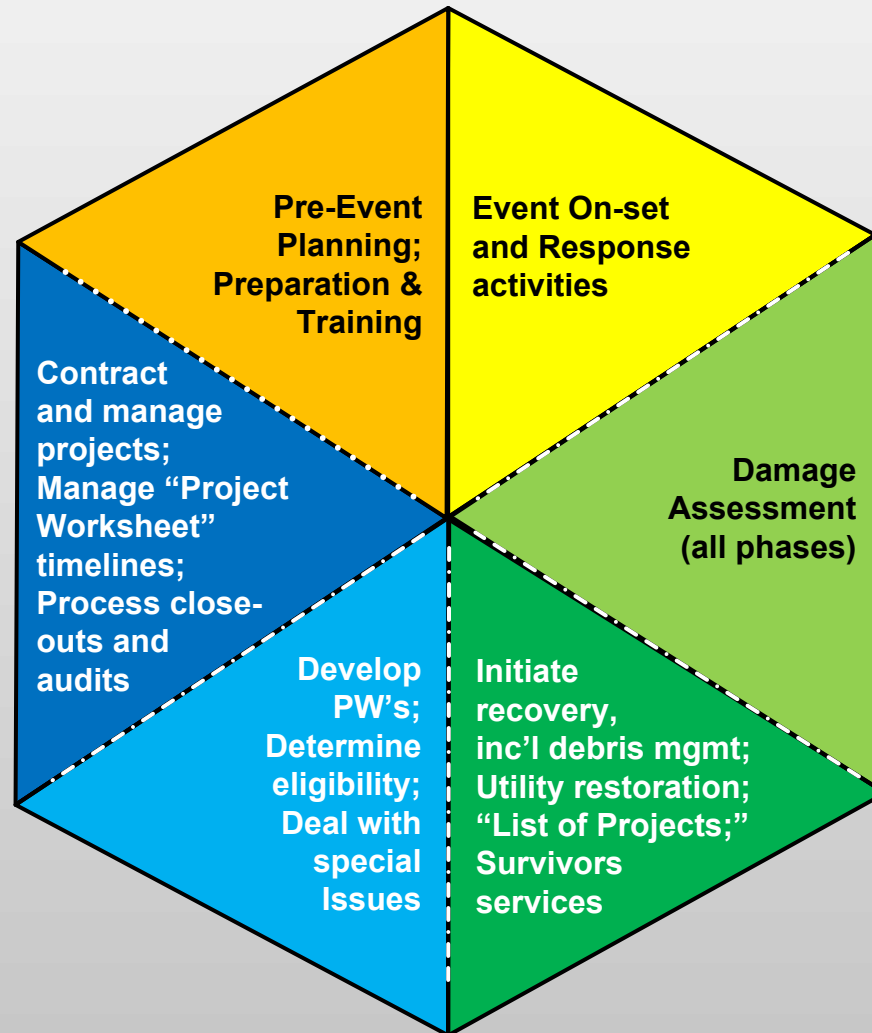 Pre-Event
Planning;
Preparation &
Training
Event On-set
and Response
activities
Damage
Assessment
(all phases)
Initiate
recovery,
inc’l debris mgmt;
Utility restoration;
“List of Projects;”
Survivors
services
Develop
PW’s;
Determine
eligibility;
Deal with
special
Issues
Contract
and manage
projects;
Manage “Project
Worksheet”
timelines;
Process close-
outs and
audits